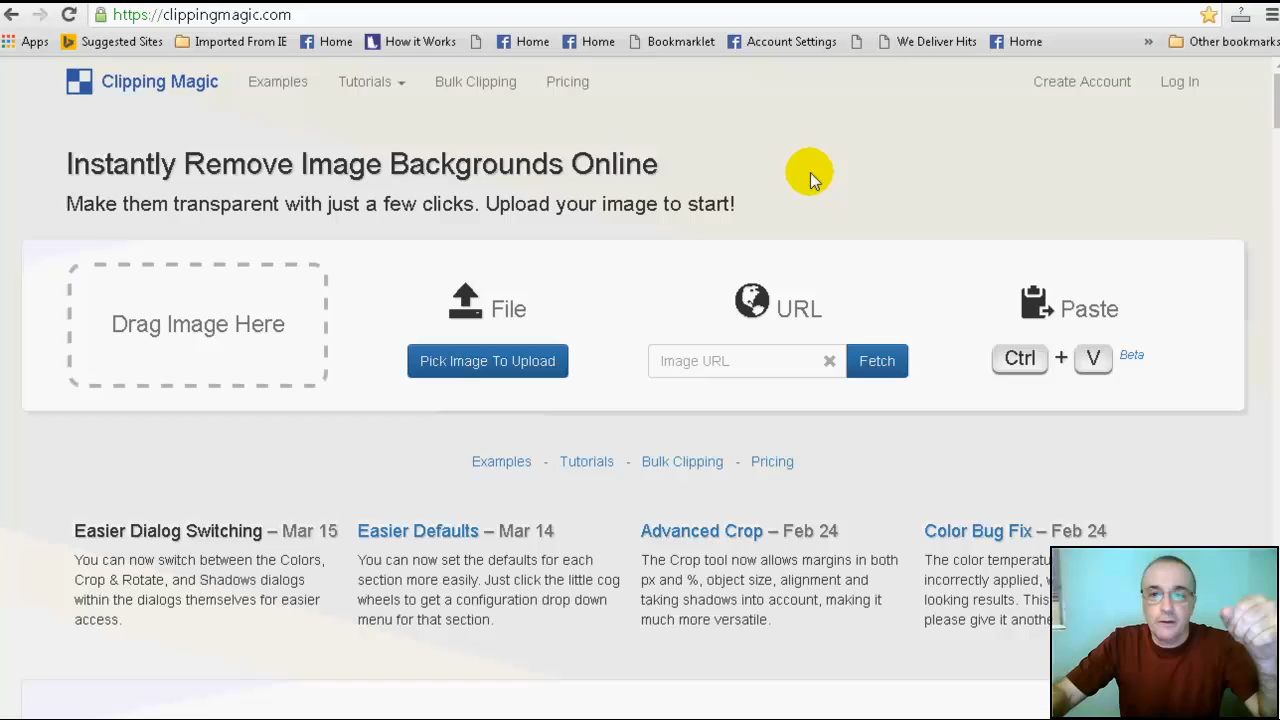 https://clippingmagic.com
Apps Suggested Sites Imported From IE Home How it Works Home Home Bookmarklet Account Settings We Deliver Hits Home » Other bookmarks
Clipping Magic Examples Tutorials Bulk Clipping Pricing Create Account Log In
Instantly Remove Image Backgrounds Online
Make them transparent with just a few clicks. Upload your image to start!
Drag Image Here
File
Pick Image To Upload
URL
Image URL Fetch
Paste
Ctrl + V Beta
Examples - Tutorials - Bulk Clipping - Pricing
Easier Dialog Switching – Mar 15
You can now switch between the Colors,
Crop & Rotate, and Shadows dialogs
within the dialogs themselves for easier
access.
Easier Defaults – Mar 14
You can now set the defaults for each
section more easily. Just click the little cog
wheels to get a configuration drop down
menu for that section.
Advanced Crop – Feb 24
The Crop tool now allows margins in both
px and %, object size, alignment and
taking shadows into account, making it
much more versatile.
Color Bug Fix – Feb 24
The color
incorrectly applied,
looking results. This
please give it